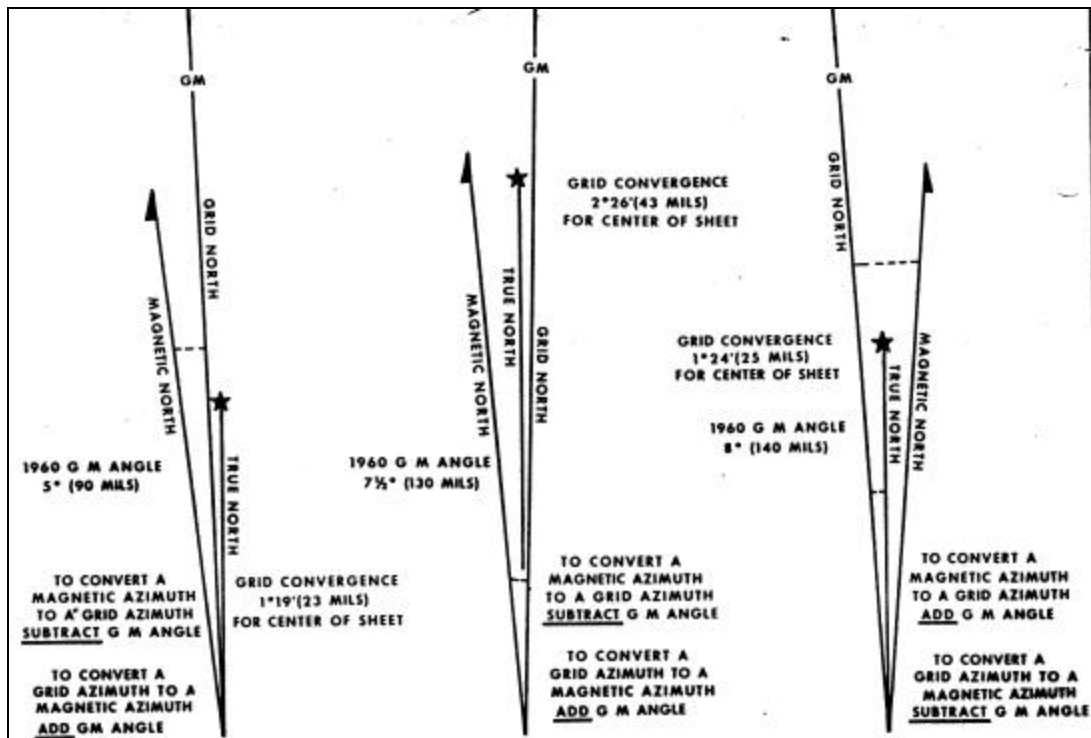 GM
GRID NORTH
MAGNETIC NORTH
TRUE NORTH
1960 G M ANGLE
5° (90 MILS)
GRID CONVERGENCE
1°19'(23 MILS)
FOR CENTER OF SHEET
TO CONVERT A
MAGNETIC AZIMUTH
TO A GRID AZIMUTH
SUBTRACT G M ANGLE
TO CONVERT A
GRID AZIMUTH TO A
MAGNETIC AZIMUTH
ADD GM ANGLE
GM
GRID CONVERGENCE
2°26'(43 MILS)
FOR CENTER OF SHEET
MAGNETIC NORTH
TRUE NORTH
GRID NORTH
1960 G M ANGLE
7½° (130 MILS)
TO CONVERT A
MAGNETIC AZIMUTH
TO A GRID AZIMUTH
SUBTRACT G M ANGLE
TO CONVERT A
GRID AZIMUTH TO A
MAGNETIC AZIMUTH
ADD G M ANGLE
GM
GRID NORTH
GRID CONVERGENCE
1°24'(25 MILS)
FOR CENTER OF SHEET
TRUE NORTH
MAGNETIC NORTH
1960 G M ANGLE
8° (140 MILS)
TO CONVERT A
MAGNETIC AZIMUTH
TO A GRID AZIMUTH
ADD G M ANGLE
TO CONVERT A
GRID AZIMUTH TO A
MAGNETIC AZIMUTH
SUBTRACT G M ANGLE